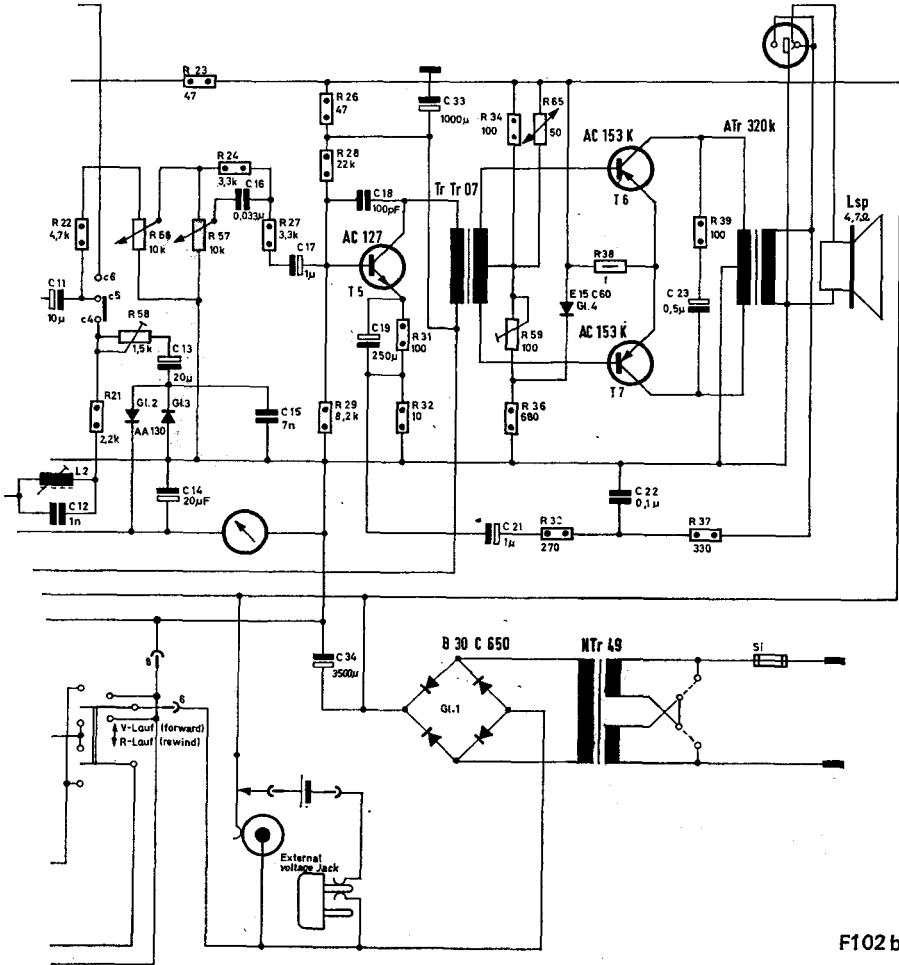 R 23
47
R 26
47
C 33
1000µ
R 34
100
R 65
50
AC 153 K
ATr 320k
R 24
3,3k
R 28
22k
C 16
0,033µ
C 18
100pF
Tr Tr 07
T 6
Lsp
4,7Ω
R 22
4,7k
R 66
10k
R 57
10k
R 27
3,3k
C 17
1µ
AC 127
T 5
R 39
100
R 38
1
c6
C 11
10µ
c5
c4
R 58
1,5k
C 13
20µ
C 19
250µ
R 31
100
E 15 C 60
Gl.4
R 59
100
C 23
0,5µ
AC 153 K
T 7
R 21
2,2k
Gl.2
AA 130
Gl.3
C 15
7n
R 29
8,2k
R 32
10
R 36
680
L 2
C 12
1n
C 14
20µF
C 22
0,1µ
C 21
1µ
270
R 37
330
C 34
3500µ
B 30 C 650
Gl.1
NTr 49
Si
8
6
V-Lauf (forward)
R-Lauf (rewind)
External
voltage Jack
F102 b